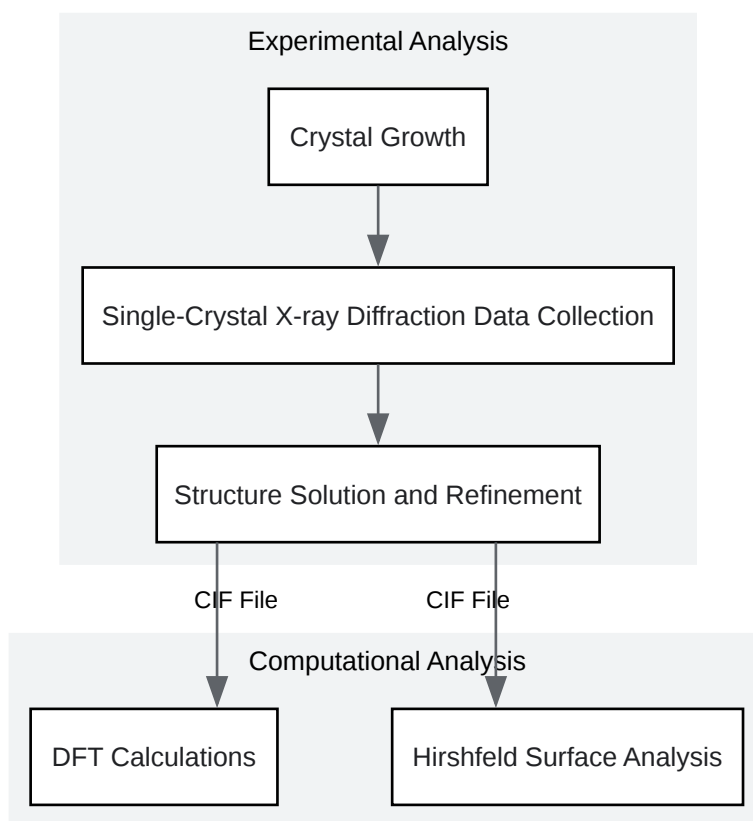 Experimental Analysis
Crystal Growth
Single-Crystal X-ray Diffraction Data Collection
Structure Solution and Refinement
CIF File
CIF File
Computational Analysis
DFT Calculations
Hirshfeld Surface Analysis